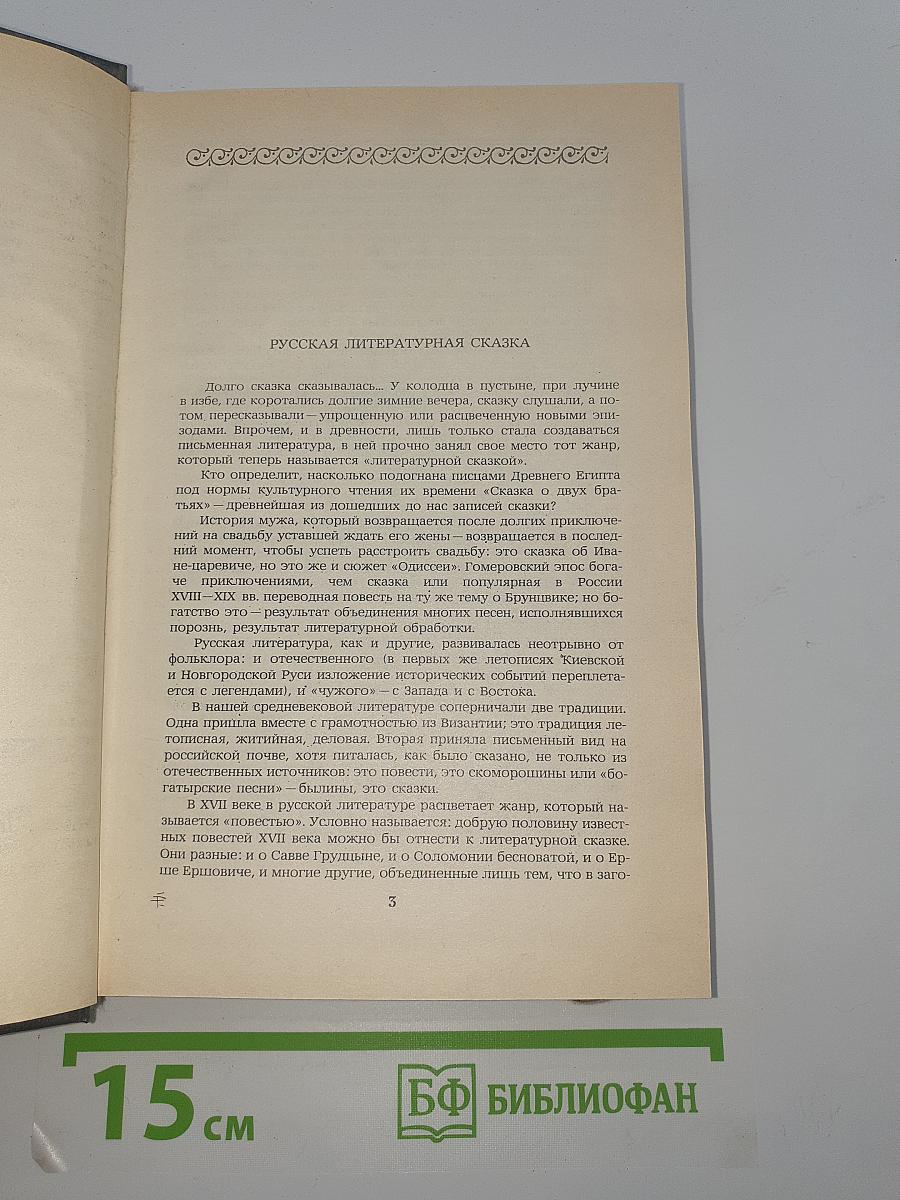 РУССКАЯ ЛИТЕРАТУРНАЯ СКАЗКА
Долго сказка сказывалась... У колодца в пустыне, при лучине
в избе, где коротались долгие зимние вечера, сказку слушали, а по-
том пересказывали — упрощенную или расцвеченную новыми эпи-
зодами. Впрочем, и в древности, лишь только стала создаваться
письменная литература, в ней прочно занял свое место тот жанр,
который теперь называется «литературной сказкой».
Кто определит, насколько подогнана писцами Древнего Египта
под нормы культурного чтения их времени «Сказка о двух бра-
тьях» — древнейшая из дошедших до нас записей сказки?
История мужа, который возвращается после долгих приключе-
ний на свадьбу уставшей ждать его жены — возвращается в послед-
ний момент, чтобы успеть расстроить свадьбу: это сказка об Ива-
не-царевиче, но это же и сюжет «Одиссеи». Гомеровский эпос бога-
че приключениями, чем сказка или популярная в России
XVIII—XIX вв. переводная повесть на ту же тему о Брунцвике; но бо-
гатство это — результат объединения многих песен, исполнявшихся
порознь, результат литературной обработки.
Русская литература, как и другие, развивалась неотрывно от
фольклора: и отечественного (в первых же летописях Киевской
и Новгородской Руси изложение исторических событий переплета-
ется с легендами), и «чужого» — с Запада и с Востока.
В нашей средневековой литературе соперничали две традиции.
Одна пришла вместе с грамотностью из Византии; это традиция ле-
тописная, житийная, деловая. Вторая приняла письменный вид на
российской почве, хотя питалась, как было сказано, не только из
отечественных источников: это повести, это скоморошины или «бо-
гатырские песни» — былины, это сказки.
В XVII веке в русской литературе расцветает жанр, который на-
зывается «повестью». Условно называется: добрую половину извест-
ных повестей XVII века можно бы отнести к литературной сказке.
Они разные: и о Савве Грудцыне, и о Соломонии бесноватой, и о Ер-
ше Ершовиче, и многие другие, объединенные лишь тем, что в заго-
3
15 см
БФ БИБЛИОФАН